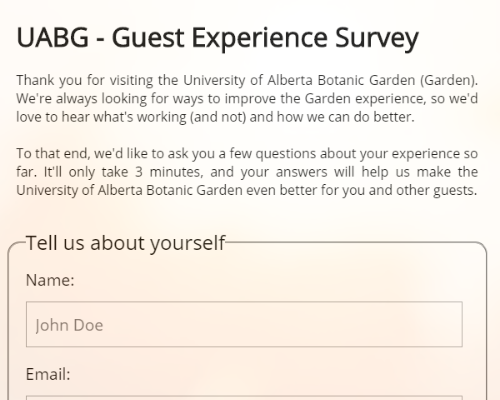 UABG - Guest Experience Survey
Thank you for visiting the University of Alberta Botanic Garden (Garden).
We're always looking for ways to improve the Garden experience, so we'd
love to hear what's working (and not) and how we can do better.
To that end, we'd like to ask you a few questions about your experience so
far. It'll only take 3 minutes, and your answers will help us make the
University of Alberta Botanic Garden even better for you and other guests.
Tell us about yourself
Name:
John Doe
Email: